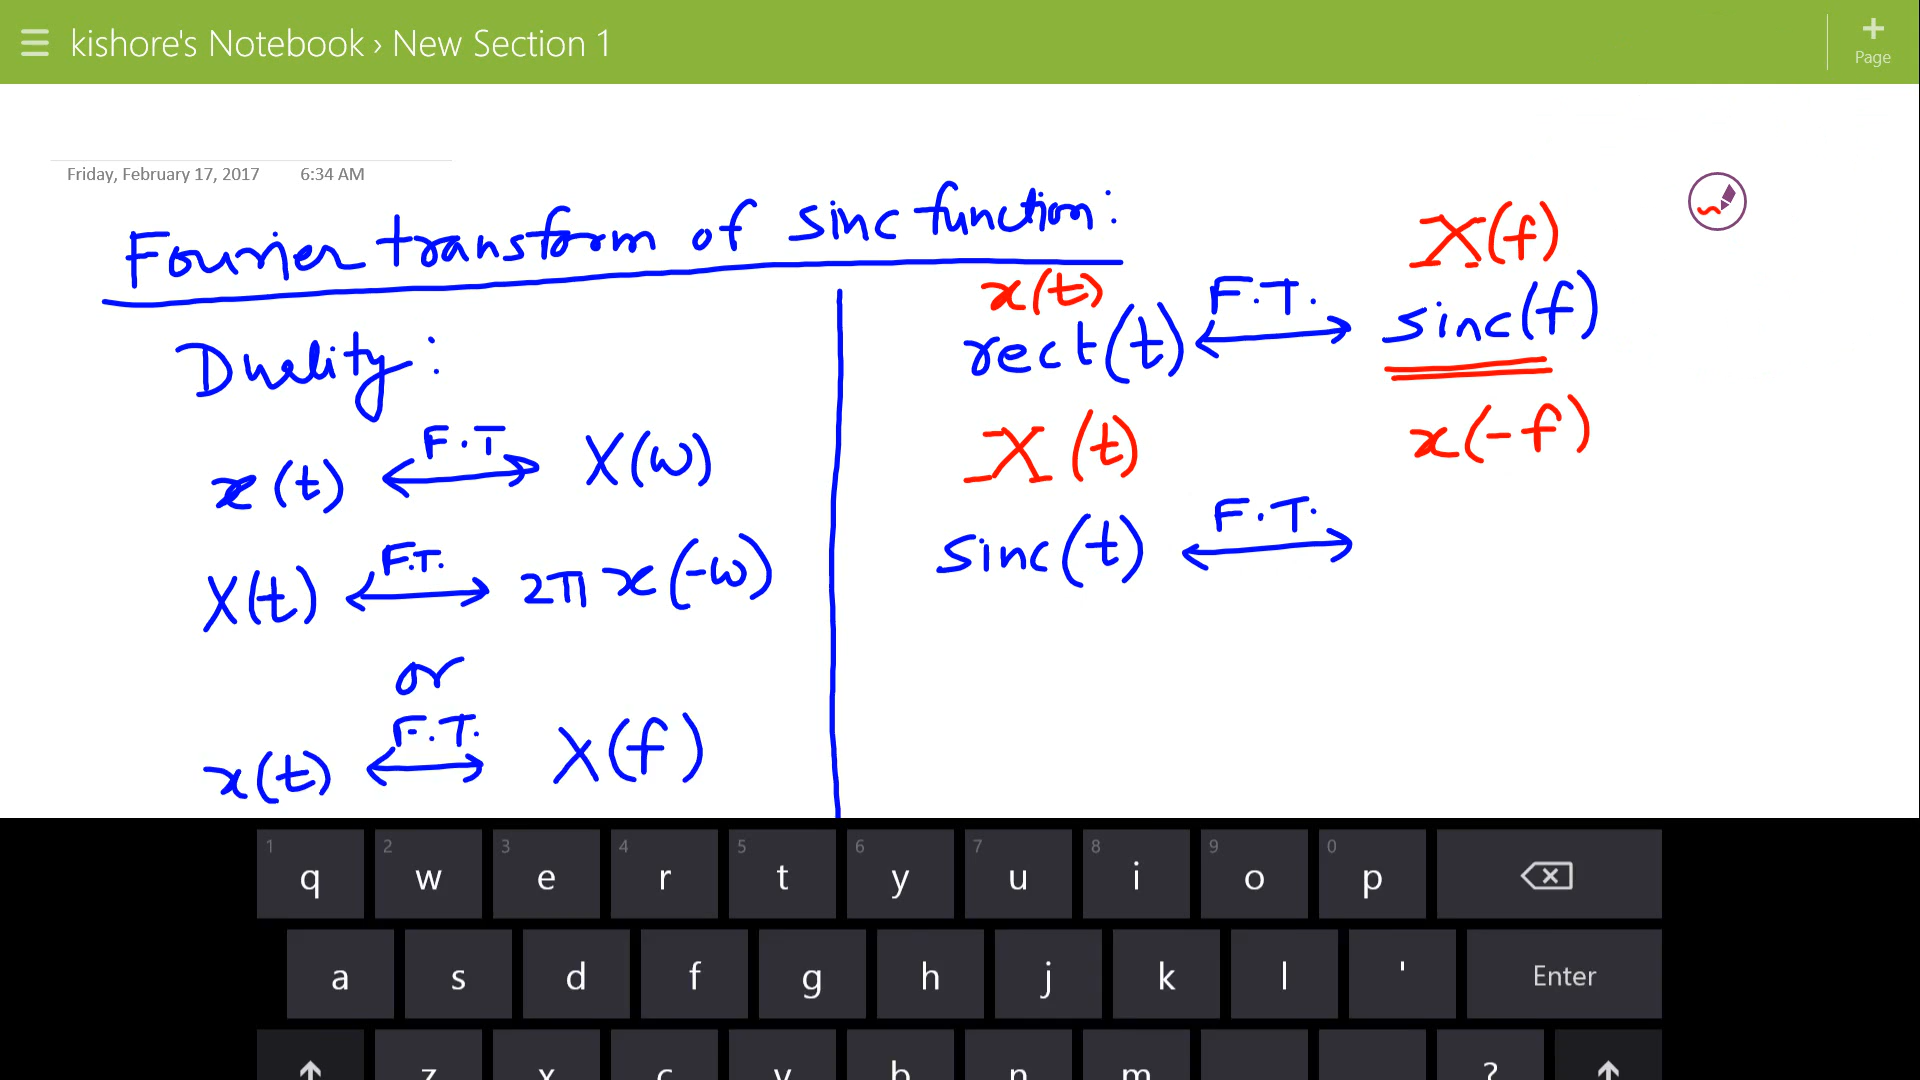 kishore's Notebook › New Section 1
Page
Friday, February 17, 2017 6:34 AM
Fourier transform of sinc function:
Duality:
x(t) F.T X(ω)
X(t) F.T. 2π x(-ω)
or
x(t) F.T. X(f)
x(t) X(f)
rect(t) F.T. sinc(f)
X(t) x(-f)
sinc(t) F.T.
1 2 3 4 5 6 7 8 9 0
q w e r t y u i o p
a s d f g h j k l ' Enter
z x c v b n m ?